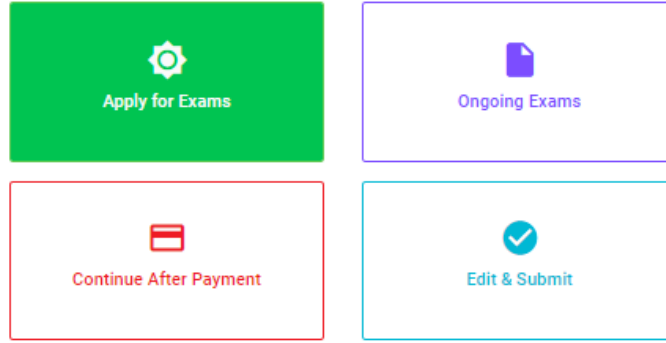 Apply for Exams
Ongoing Exams
Continue After Payment
Edit & Submit